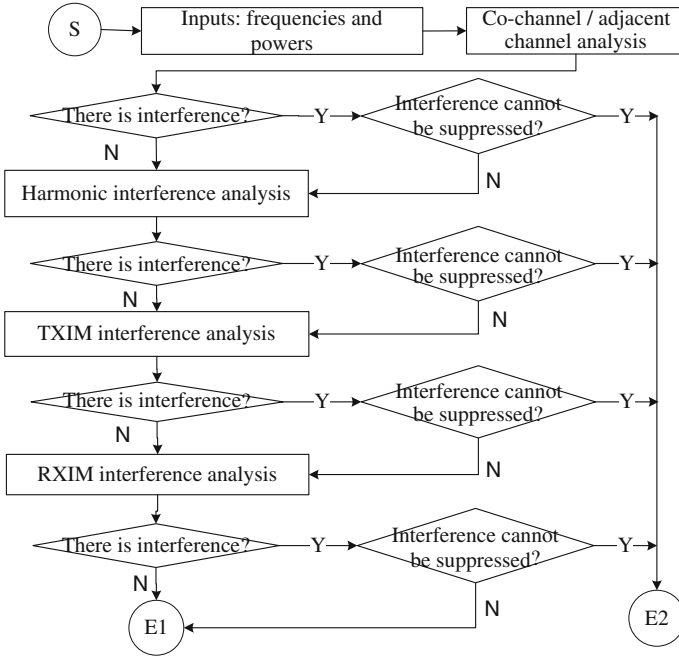 S
Inputs: frequencies and
powers
Co-channel / adjacent
channel analysis
There is interference?
Y
Interference cannot
be suppressed?
Y
N
N
Harmonic interference analysis
There is interference?
Y
Interference cannot
be suppressed?
Y
N
N
TXIM interference analysis
There is interference?
Y
Interference cannot
be suppressed?
Y
N
N
RXIM interference analysis
There is interference?
Y
Interference cannot
be suppressed?
Y
N
N
E1
E2